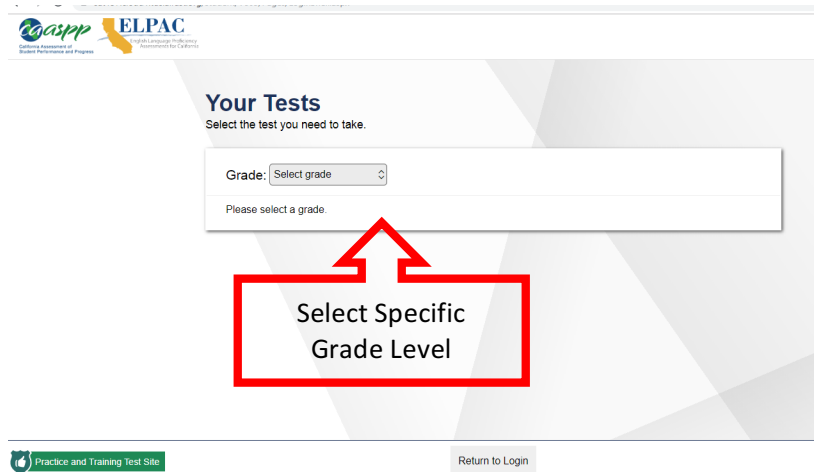 caaspp
California Assessment of
Student Performance and Progress
ELPAC
English Language Proficiency
Assessments for California
Your Tests
Select the test you need to take.
Grade: Select grade
Please select a grade.
Select Specific
Grade Level
Practice and Training Test Site
Return to Login